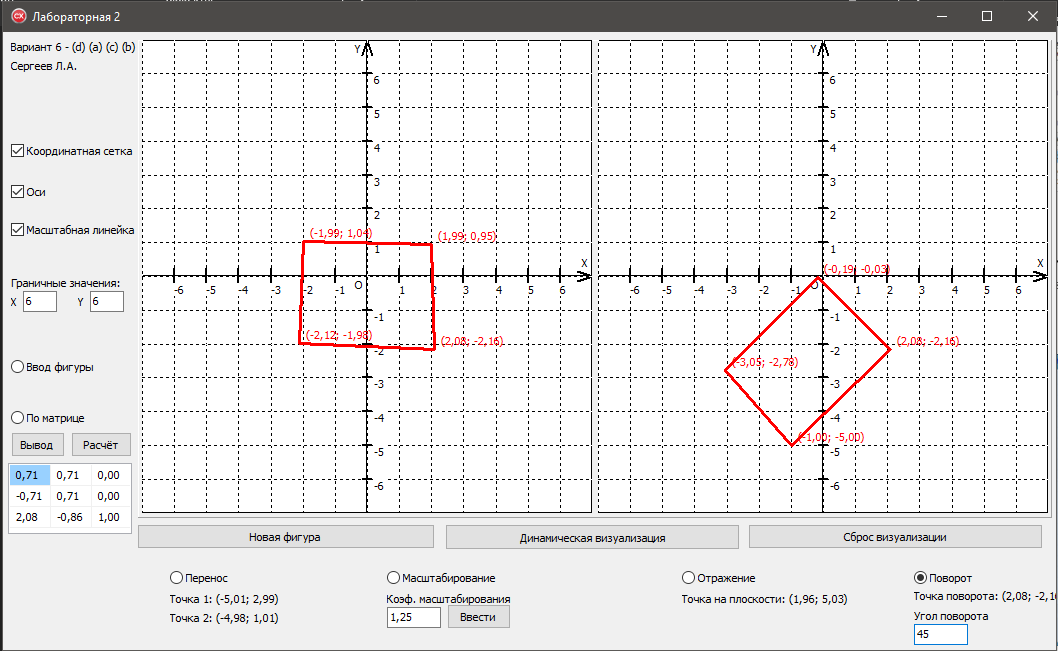 Лабораторная 2
Вариант 6 - (d) (a) (c) (b)
Сергеев Л.А.
Координатная сетка
Оси
Масштабная линейка
Граничные значения:
X 6 Y 6
Ввод фигуры
По матрице
Вывод Расчёт
0,71 0,71 0,00
-0,71 0,71 0,00
2,08 -0,86 1,00
Y
6
5
4
3
2
(-1,99; 1,04) (1,99; 0,95)
1
X
-6 -5 -4 -3 -2 -1 O 1 2 3 4 5 6
-1
(-2,12; -1,98) (2,08; -2,16)
-2
-3
-4
-5
-6
Y
6
5
4
3
2
1
X
(-0,19; -0,03)
-6 -5 -4 -3 -2 -1 O 1 2 3 4 5 6
-1
(2,08; -2,16)
-2
(-3,05; -2,78)
-3
-4
(-1,00; -5,00)
-5
-6
Новая фигура Динамическая визуализация Сброс визуализации
Перенос
Точка 1: (-5,01; 2,99)
Точка 2: (-4,98; 1,01)
Масштабирование
Коэф. масштабирования
1,25 Ввести
Отражение
Точка на плоскости: (1,96; 5,03)
Поворот
Точка поворота: (2,08; -2,16
Угол поворота
45